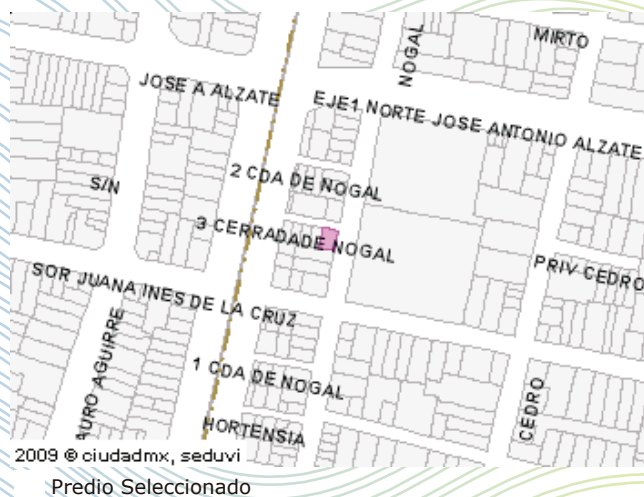 MIRTO
NOGAL
JOSE A ALZATE
EJE1 NORTE JOSE ANTONIO ALZATE
2 CDA DE NOGAL
S/N
3 CERRADADE NOGAL
PRIV CEDRO
SOR JUANA INES DE LA CRUZ
AURO AGUIRRE
1 CDA DE NOGAL
CEDRO
HORTENSIA
2009 © ciudadmx, seduvi
Predio Seleccionado